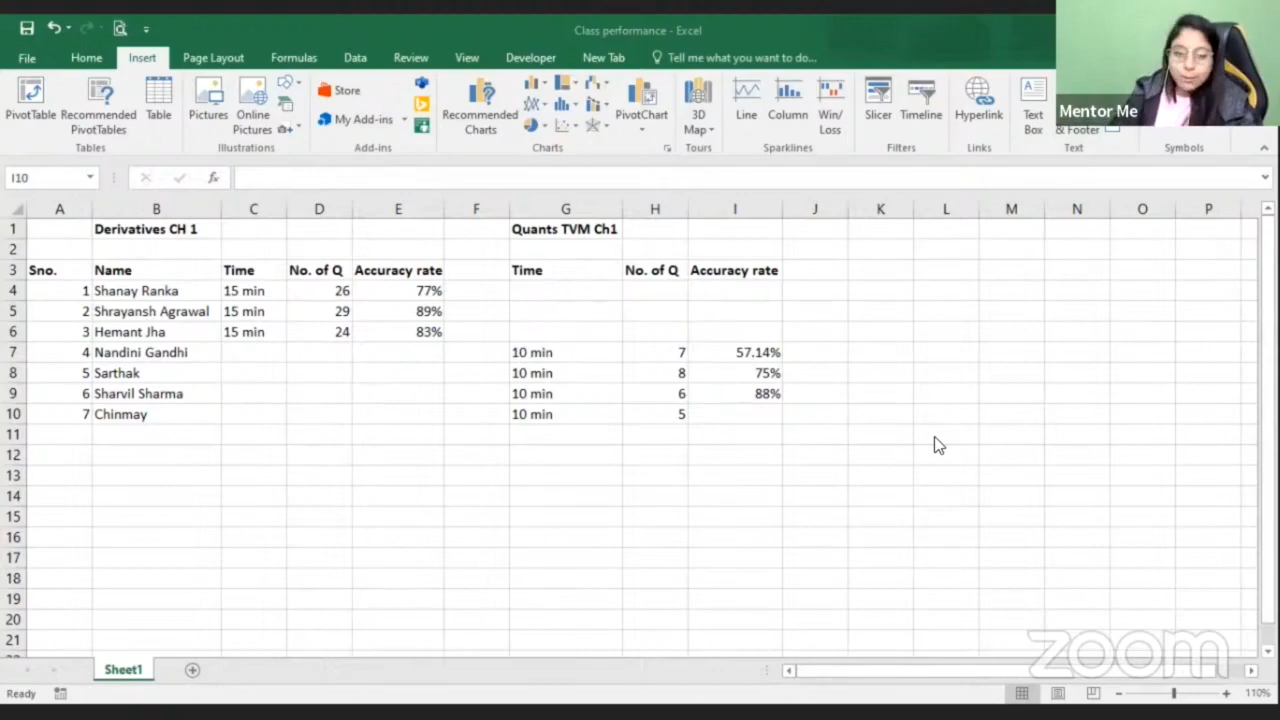 Class performance - Excel
File Home Insert Page Layout Formulas Data Review View Developer New Tab Tell me what you want to do...
PivotTable Recommended PivotTables Table Pictures Online Pictures Store My Add-ins Recommended Charts PivotChart 3D Map Line Column Win/Loss Slicer Timeline Hyperlink Text Box & Footer
Tables Illustrations Add-ins Charts Tours Sparklines Filters Links Text Symbols
Mentor Me
I10 fx
A B C D E F G H I J K L M N O P
1 Derivatives CH 1 Quants TVM Ch1
2
3 Sno. Name Time No. of Q Accuracy rate Time No. of Q Accuracy rate
4 1 Shanay Ranka 15 min 26 77%
5 2 Shrayansh Agrawal 15 min 29 89%
6 3 Hemant Jha 15 min 24 83%
7 4 Nandini Gandhi 10 min 7 57.14%
8 5 Sarthak 10 min 8 75%
9 6 Sharvil Sharma 10 min 6 88%
10 7 Chinmay 10 min 5
11
12
13
14
15
16
17
18
19
20
21
zoom
Sheet1
Ready 110%